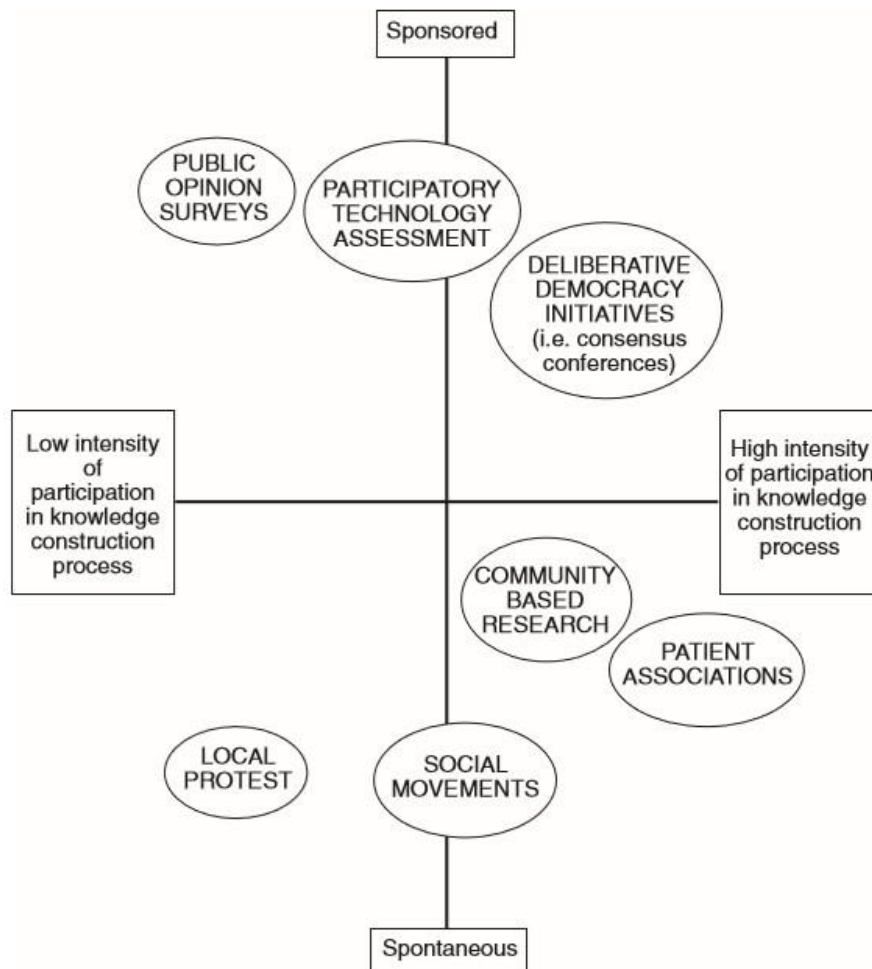 Sponsored
PUBLIC
OPINION
SURVEYS
PARTICIPATORY
TECHNOLOGY
ASSESSMENT
DELIBERATIVE
DEMOCRACY
INITIATIVES
(i.e. consensus
conferences)
Low intensity
of
participation
in knowledge
construction
process
High intensity
of participation
in knowledge
construction
process
COMMUNITY
BASED
RESEARCH
PATIENT
ASSOCIATIONS
LOCAL
PROTEST
SOCIAL
MOVEMENTS
Spontaneous